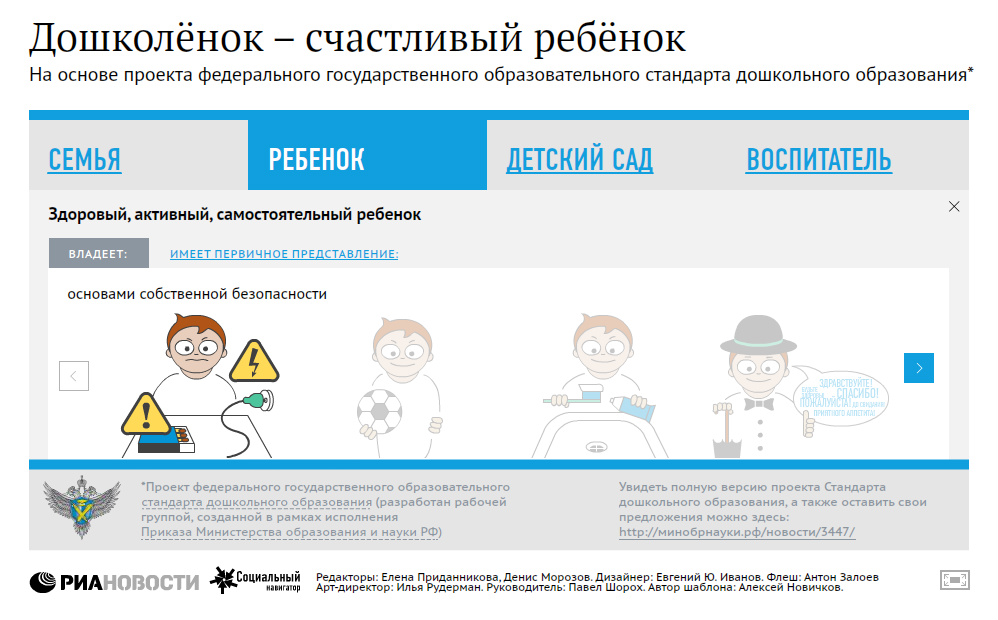 Дошколёнок – счастливый ребёнок
На основе проекта федерального государственного образовательного стандарта дошкольного образования*
СЕМЬЯ РЕБЕНОК ДЕТСКИЙ САД ВОСПИТАТЕЛЬ
Здоровый, активный, самостоятельный ребенок
ВЛАДЕЕТ: ИМЕЕТ ПЕРВИЧНОЕ ПРЕДСТАВЛЕНИЕ:
основами собственной безопасности
ЗДРАВСТВУЙТЕ!
СПАСИБО!
ПОЖАЛУЙСТА!
ПРИЯТНОГО АППЕТИТА!
*Проект федерального государственного образовательного
стандарта дошкольного образования (разработан рабочей
группой, созданной в рамках исполнения
Приказа Министерства образования и науки РФ)
Увидеть полную версию проекта Стандарта
дошкольного образования, а также оставить свои
предложения можно здесь:
http://минобрнауки.рф/новости/3447/
РИАНОВОСТИ
Социальный
навигатор
Редакторы: Елена Приданникова, Денис Морозов. Дизайнер: Евгений Ю. Иванов. Флеш: Антон Залоев
Арт-директор: Илья Рудерман. Руководитель: Павел Шорох. Автор шаблона: Алексей Новичков.